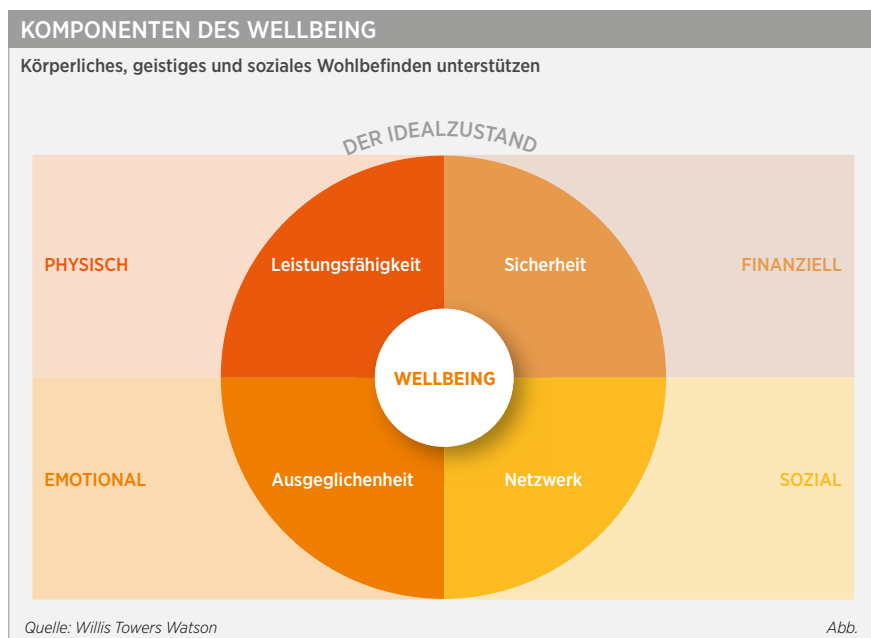 KOMPONENTEN DES WELLBEING
Körperliches, geistiges und soziales Wohlbefinden unterstützen
DER IDEALZUSTAND
PHYSISCH
Leistungsfähigkeit
Sicherheit
FINANZIELL
WELLBEING
EMOTIONAL
Ausgeglichenheit
Netzwerk
SOZIAL
Quelle: Willis Towers Watson
Abb.